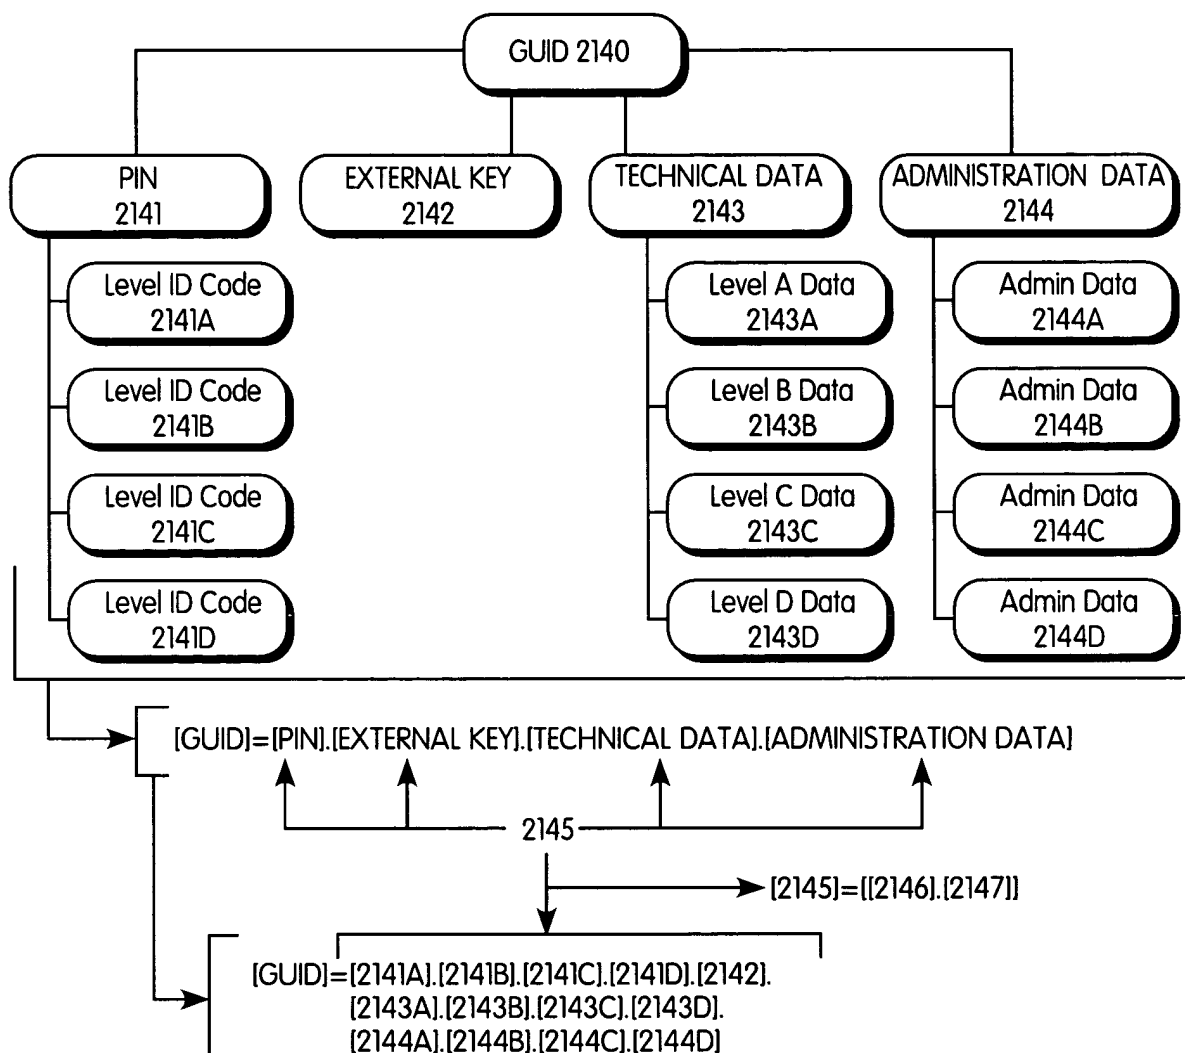 GUID 2140
PIN
2141
EXTERNAL KEY
2142
TECHNICAL DATA
2143
ADMINISTRATION DATA
2144
Level ID Code
2141A
Level A Data
2143A
Admin Data
2144A
Level ID Code
2141B
Level B Data
2143B
Admin Data
2144B
Level ID Code
2141C
Level C Data
2143C
Admin Data
2144C
Level ID Code
2141D
Level D Data
2143D
Admin Data
2144D
[GUID]=[PIN].[EXTERNAL KEY].[TECHNICAL DATA].[ADMINISTRATION DATA]
2145
[2145]=[[2146].[2147]]
[GUID]=[2141A].[2141B].[2141C].[2141D].[2142].
[2143A].[2143B].[2143C].[2143D].
[2144A].[2144B].[2144C].[2144D]